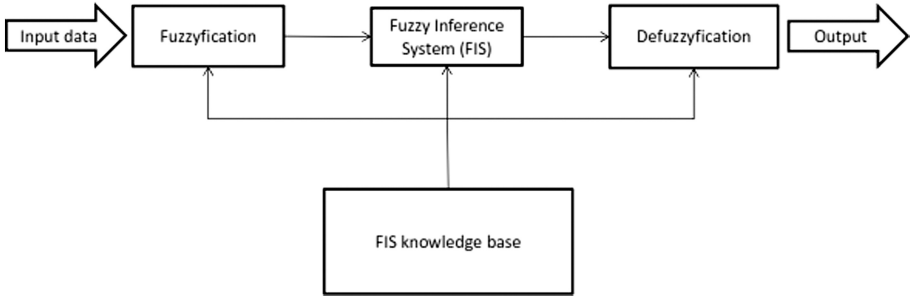 Input data
Fuzzyfication
Fuzzy Inference
System (FIS)
Defuzzyfication
Output
FIS knowledge base